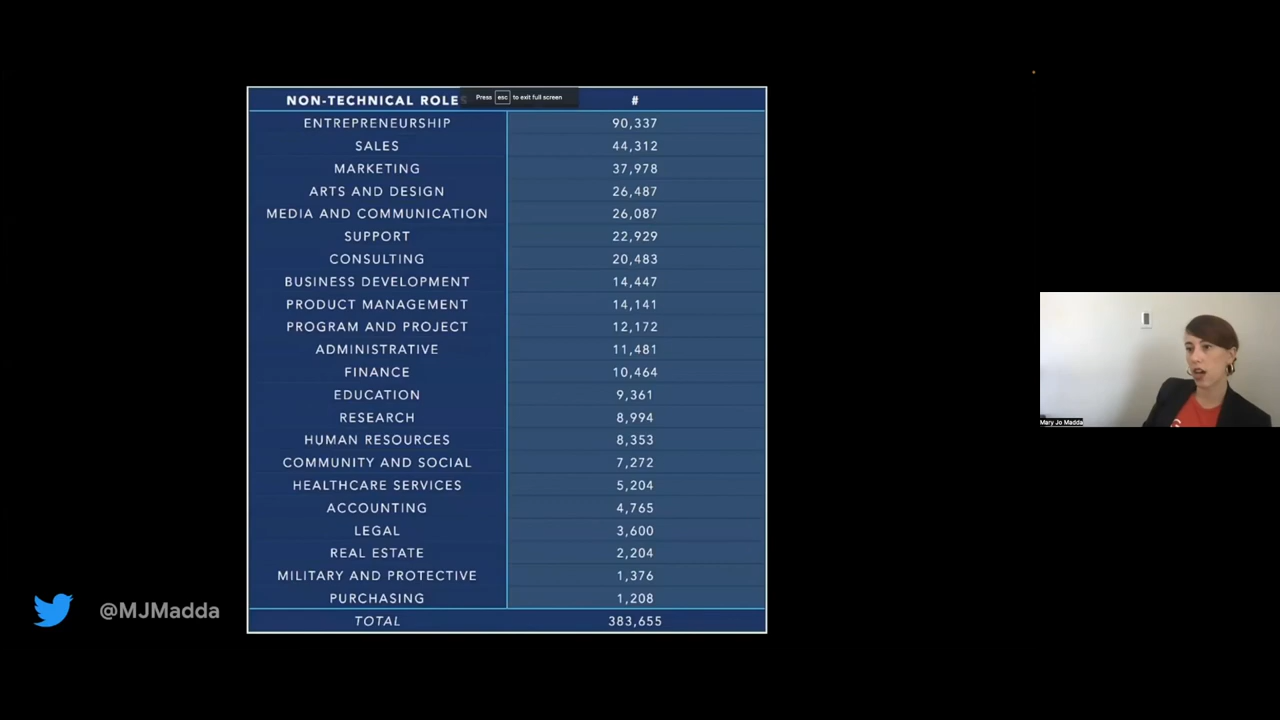 NON-TECHNICAL ROLES #
Press esc to exit full screen
ENTREPRENEURSHIP 90,337
SALES 44,312
MARKETING 37,978
ARTS AND DESIGN 26,487
MEDIA AND COMMUNICATION 26,087
SUPPORT 22,929
CONSULTING 20,483
BUSINESS DEVELOPMENT 14,447
PRODUCT MANAGEMENT 14,141
PROGRAM AND PROJECT 12,172
ADMINISTRATIVE 11,481
FINANCE 10,464
EDUCATION 9,361
RESEARCH 8,994
HUMAN RESOURCES 8,353
COMMUNITY AND SOCIAL 7,272
HEALTHCARE SERVICES 5,204
ACCOUNTING 4,765
LEGAL 3,600
REAL ESTATE 2,204
MILITARY AND PROTECTIVE 1,376
PURCHASING 1,208
TOTAL 383,655
@MJMadda
Mary Jo Madda